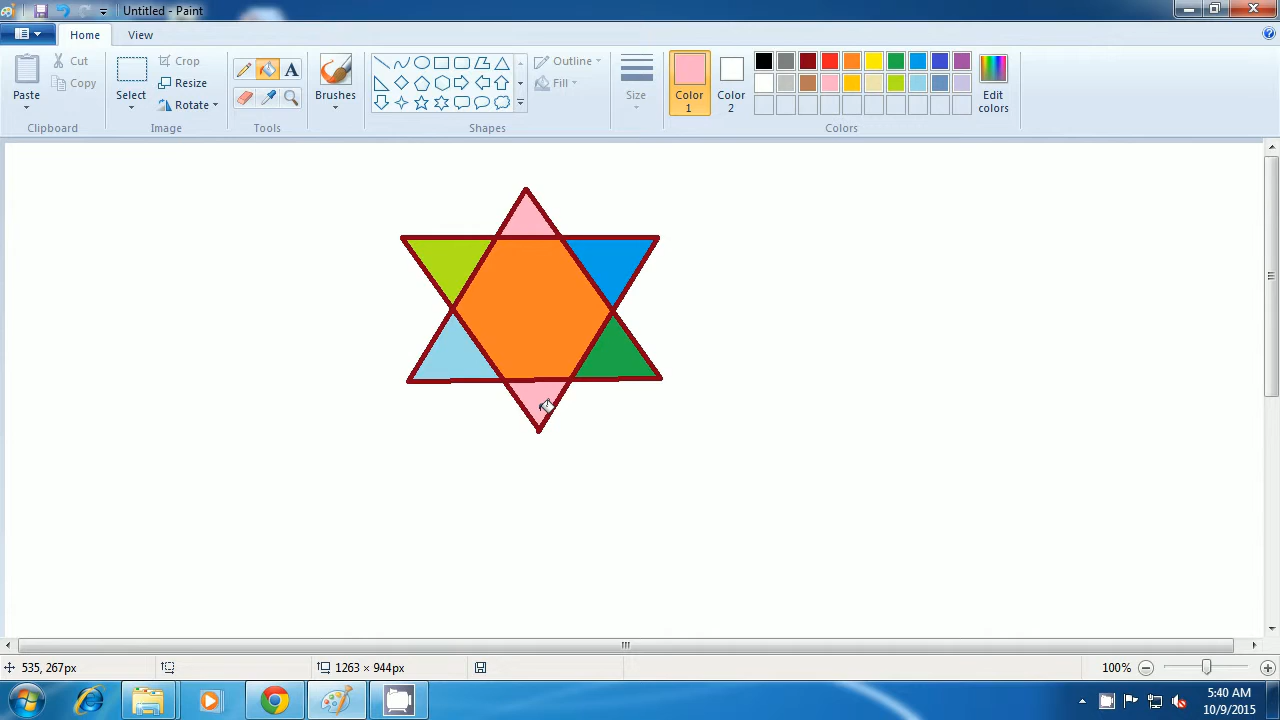 Untitled - Paint
Home View
Paste
Cut
Copy
Clipboard
Select
Crop
Resize
Rotate
Image
A
Tools
Brushes
Shapes
Outline
Fill
Size
Color 1
Color 2
Edit colors
Colors
535, 267px
1263 × 944px
100%
5:40 AM
10/9/2015